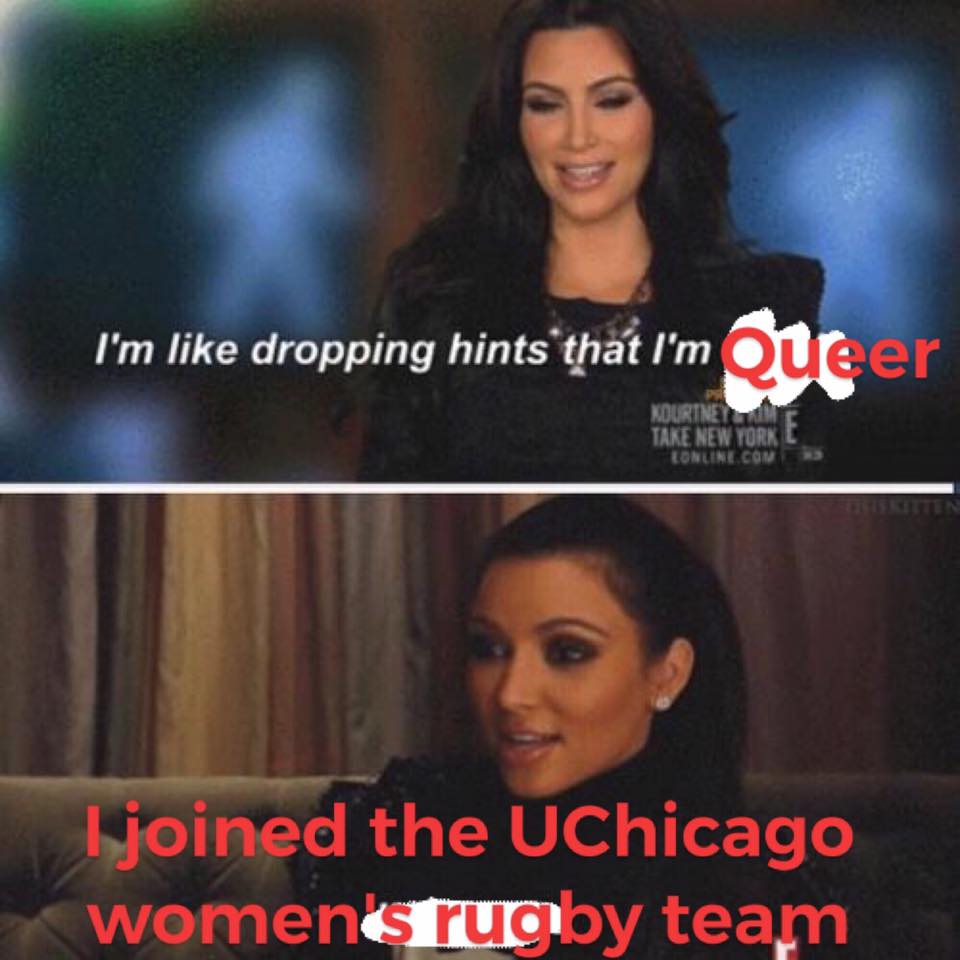 I'm like dropping hints that I'm Queer
KOURTNEY & KIM
TAKE NEW YORK E
EONLINE.COM
I joined the UChicago
women's rugby team